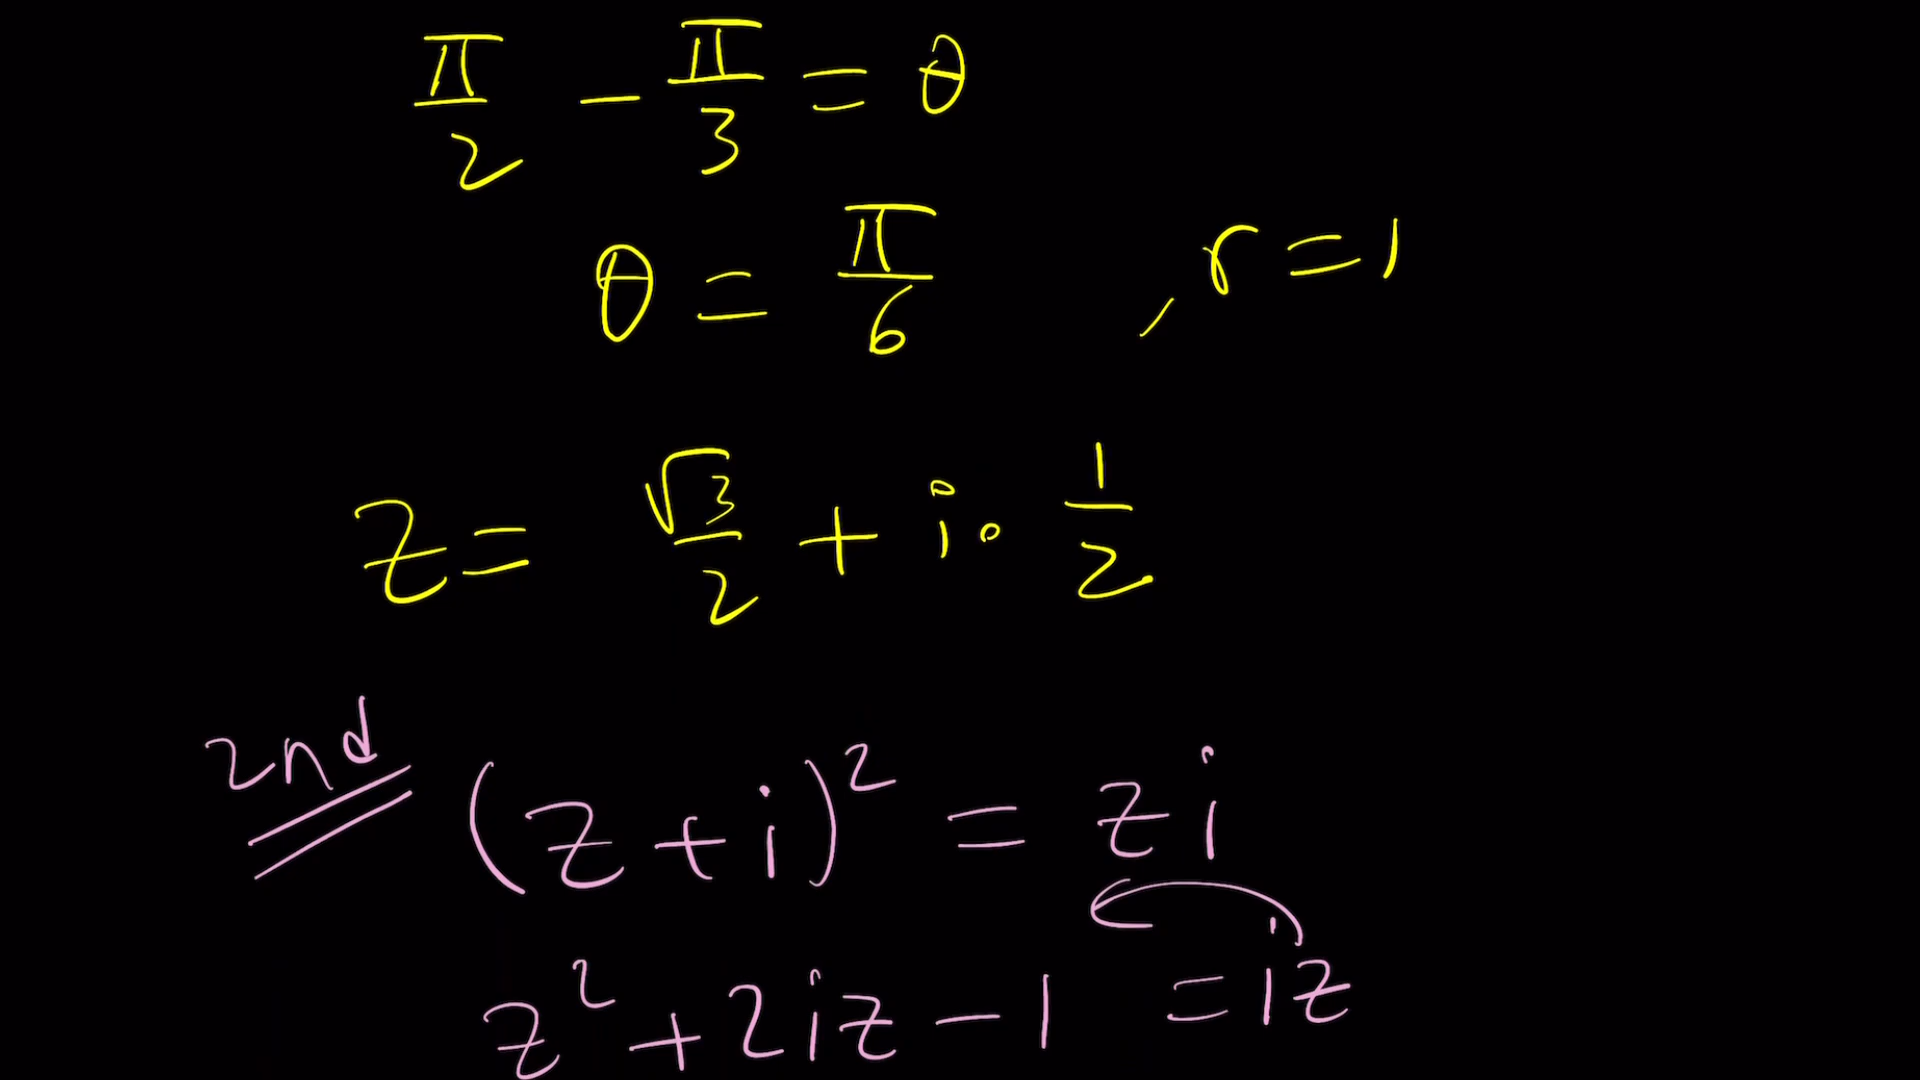 π/2 - π/3 = θ
θ = π/6 , r = 1
z = √3/2 + i · 1/2
2nd (z + i)² = zi
z² + 2iz - 1 = iz